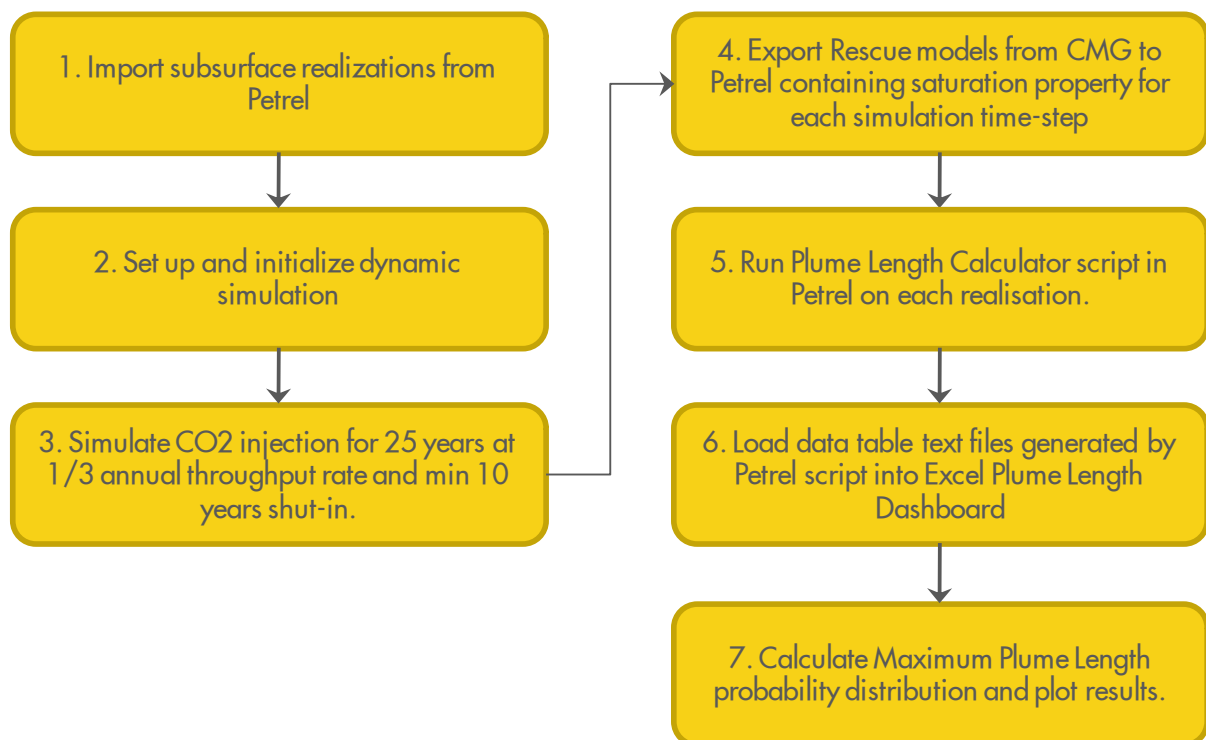 1. Import subsurface realizations from
Petrel
2. Set up and initialize dynamic
simulation
3. Simulate CO2 injection for 25 years at
1/3 annual throughput rate and min 10
years shut-in.
4. Export Rescue models from CMG to
Petrel containing saturation property for
each simulation time-step
5. Run Plume Length Calculator script in
Petrel on each realisation.
6. Load data table text files generated by
Petrel script into Excel Plume Length
Dashboard
7. Calculate Maximum Plume Length
probability distribution and plot results.